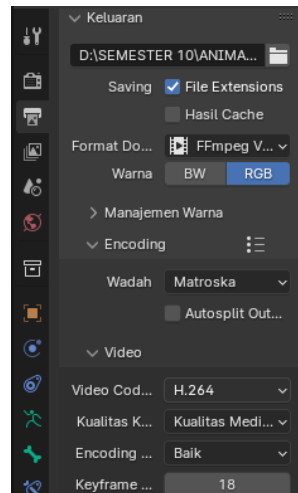 Keluaran
D:\SEMESTER 10\ANIMA...
Saving File Extensions
Hasil Cache
Format Do... FFmpeg V...
Warna BW RGB
Manajemen Warna
Encoding
Wadah Matroska
Autosplit Out...
Video
Video Cod... H.264
Kualitas K... Kualitas Medi...
Encoding ... Baik
Keyframe ... 18